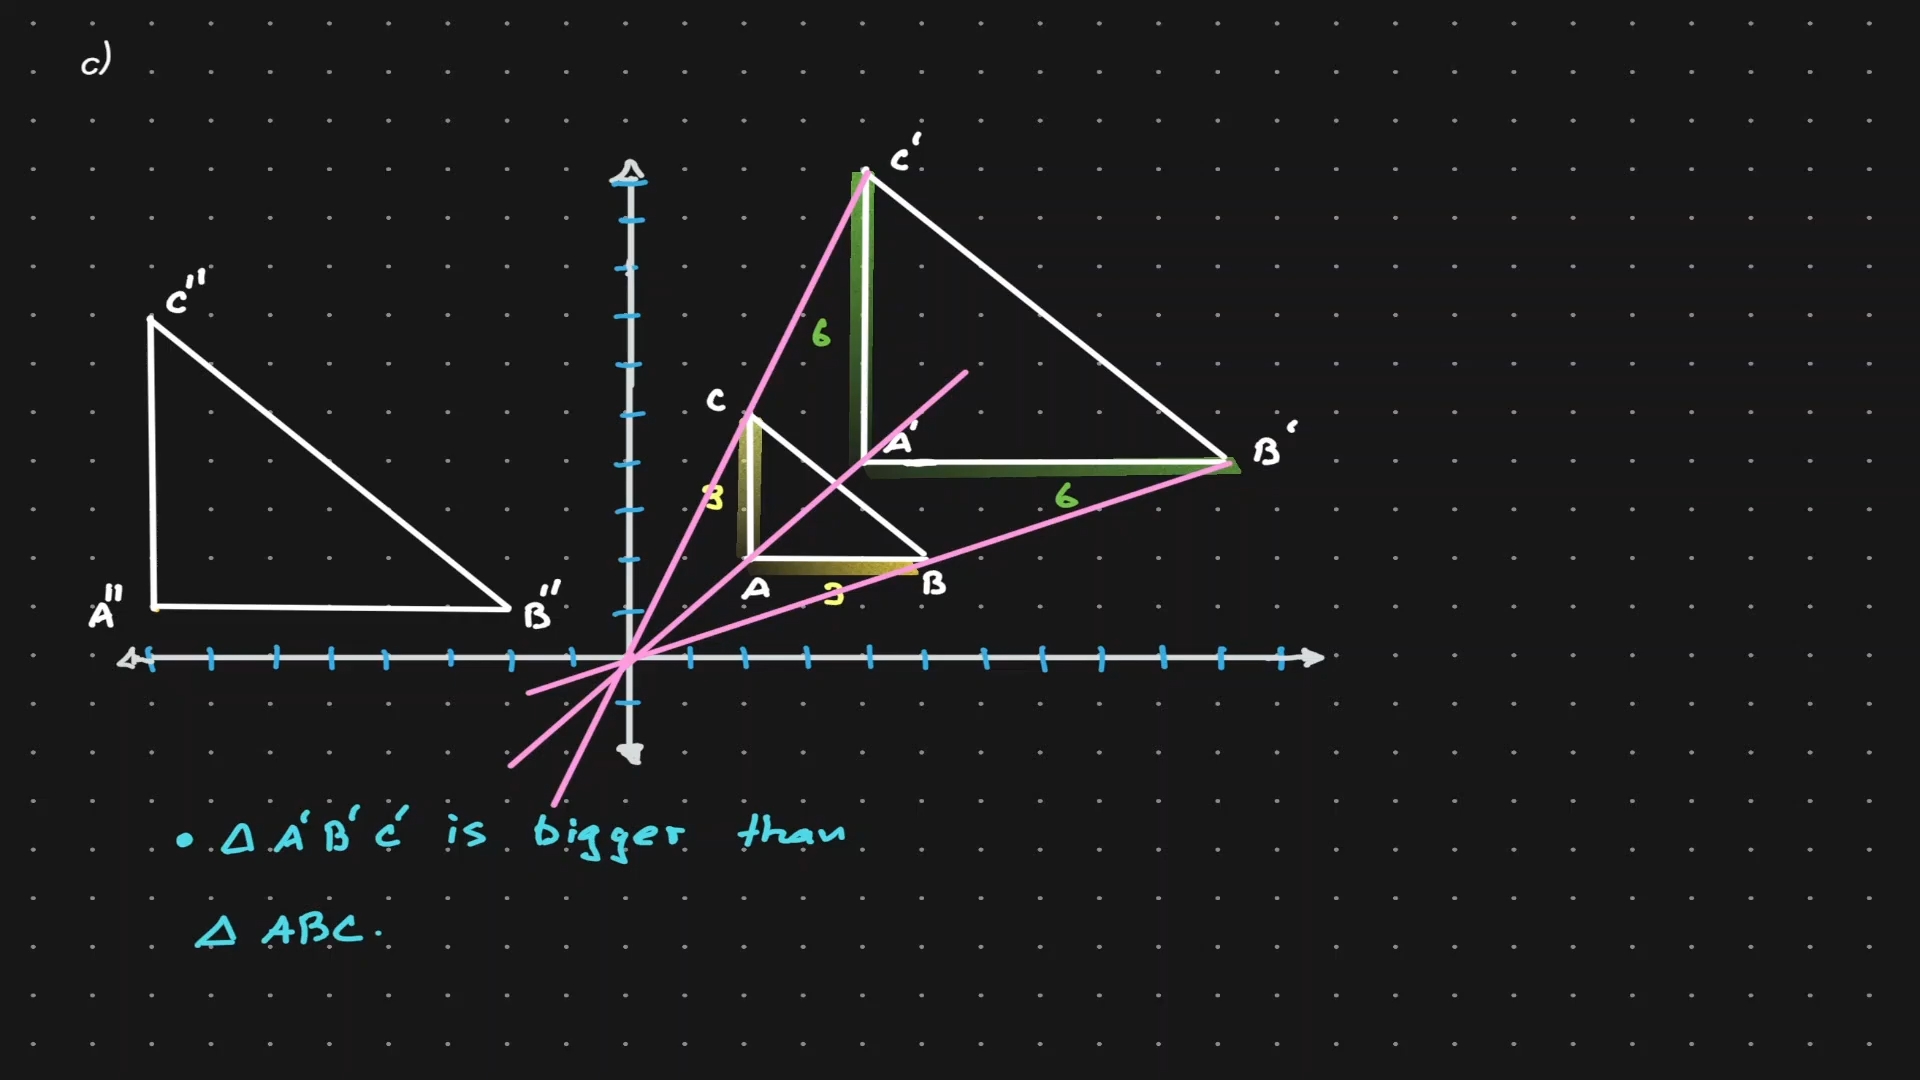 c)
C'
C''
6
C
A'
B'
3
6
A''
B''
A
3
B
• Δ A'B'C' is bigger than
Δ ABC.